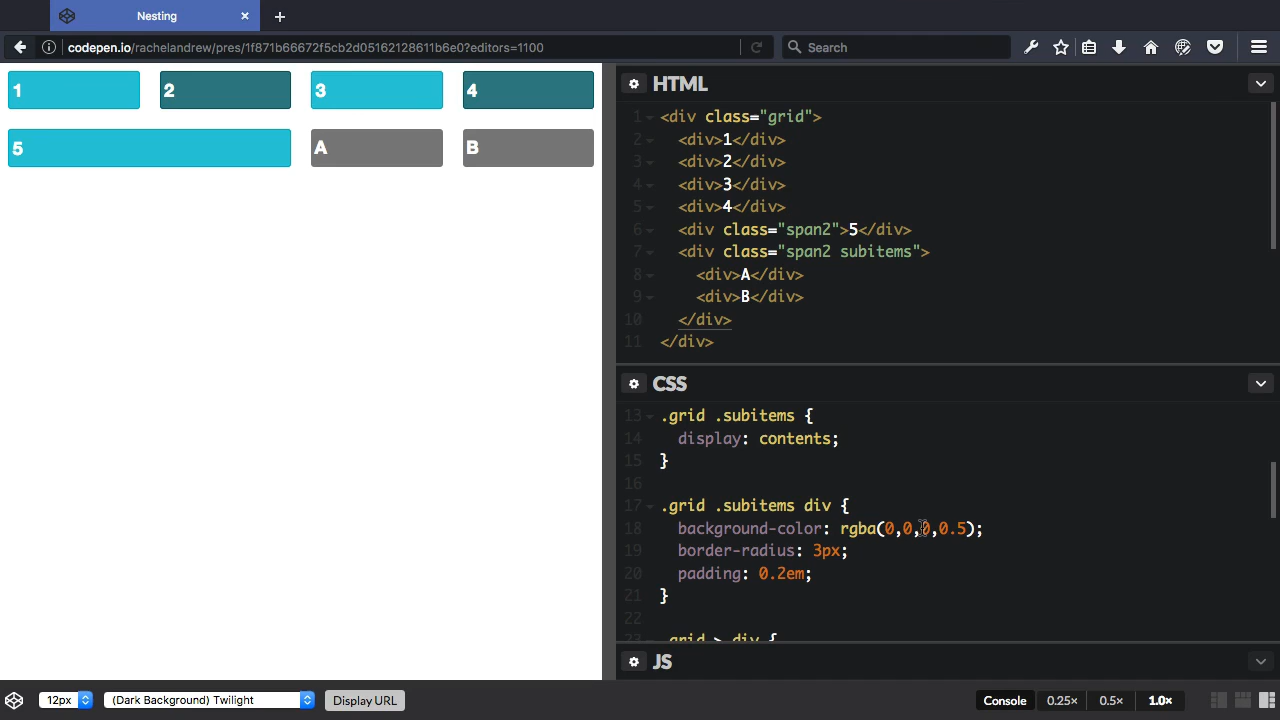 Nesting
codepen.io/rachelandrew/pres/1f871b66672f5cb2d05162128611b6e0?editors=1100
Search
1 2 3 4
5 A B
HTML
1 <div class="grid">
2 <div>1</div>
3 <div>2</div>
4 <div>3</div>
5 <div>4</div>
6 <div class="span2">5</div>
7 <div class="span2 subitems">
8 <div>A</div>
9 <div>B</div>
10 </div>
11 </div>
CSS
13 .grid .subitems {
14 display: contents;
15 }
16
17 .grid .subitems div {
18 background-color: rgba(0,0,0,0.5);
19 border-radius: 3px;
20 padding: 0.2em;
21 }
22
23 .grid > div {
JS
12px (Dark Background) Twilight Display URL Console 0.25× 0.5× 1.0×